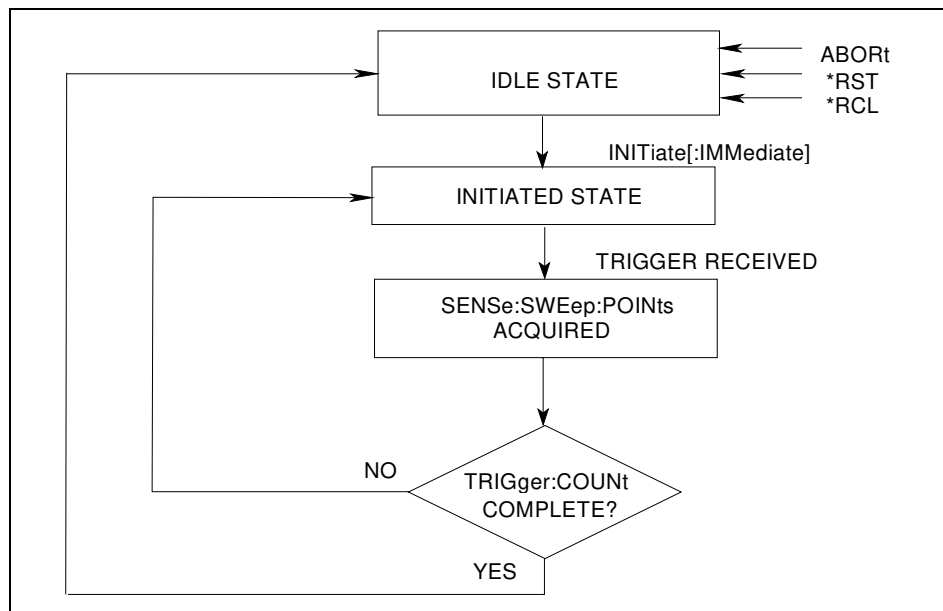 IDLE STATE
ABORt
*RST
*RCL
INITiate[:IMMediate]
INITIATED STATE
TRIGGER RECEIVED
SENSe:SWEep:POINts
ACQUIRED
NO
TRIGger:COUNt
COMPLETE?
YES